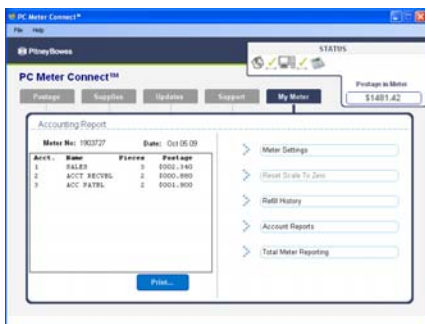 PC Meter Connect™
File Help
Pitney Bowes
STATUS
PC Meter Connect™
Postage in Meter
$1481.42
Postage Supplies Updates Support My Meter
Accounting Report
Meter No: 1903727 Date: Oct 05 09
Acct. Name Pieces Postage
1 SALES 3 $002.340
2 ACCT RECVBL 2 $000.880
3 ACC PAYBL 2 $001.900
Print...
Meter Settings
Reset Scale To Zero
Refill History
Account Reports
Total Meter Reporting